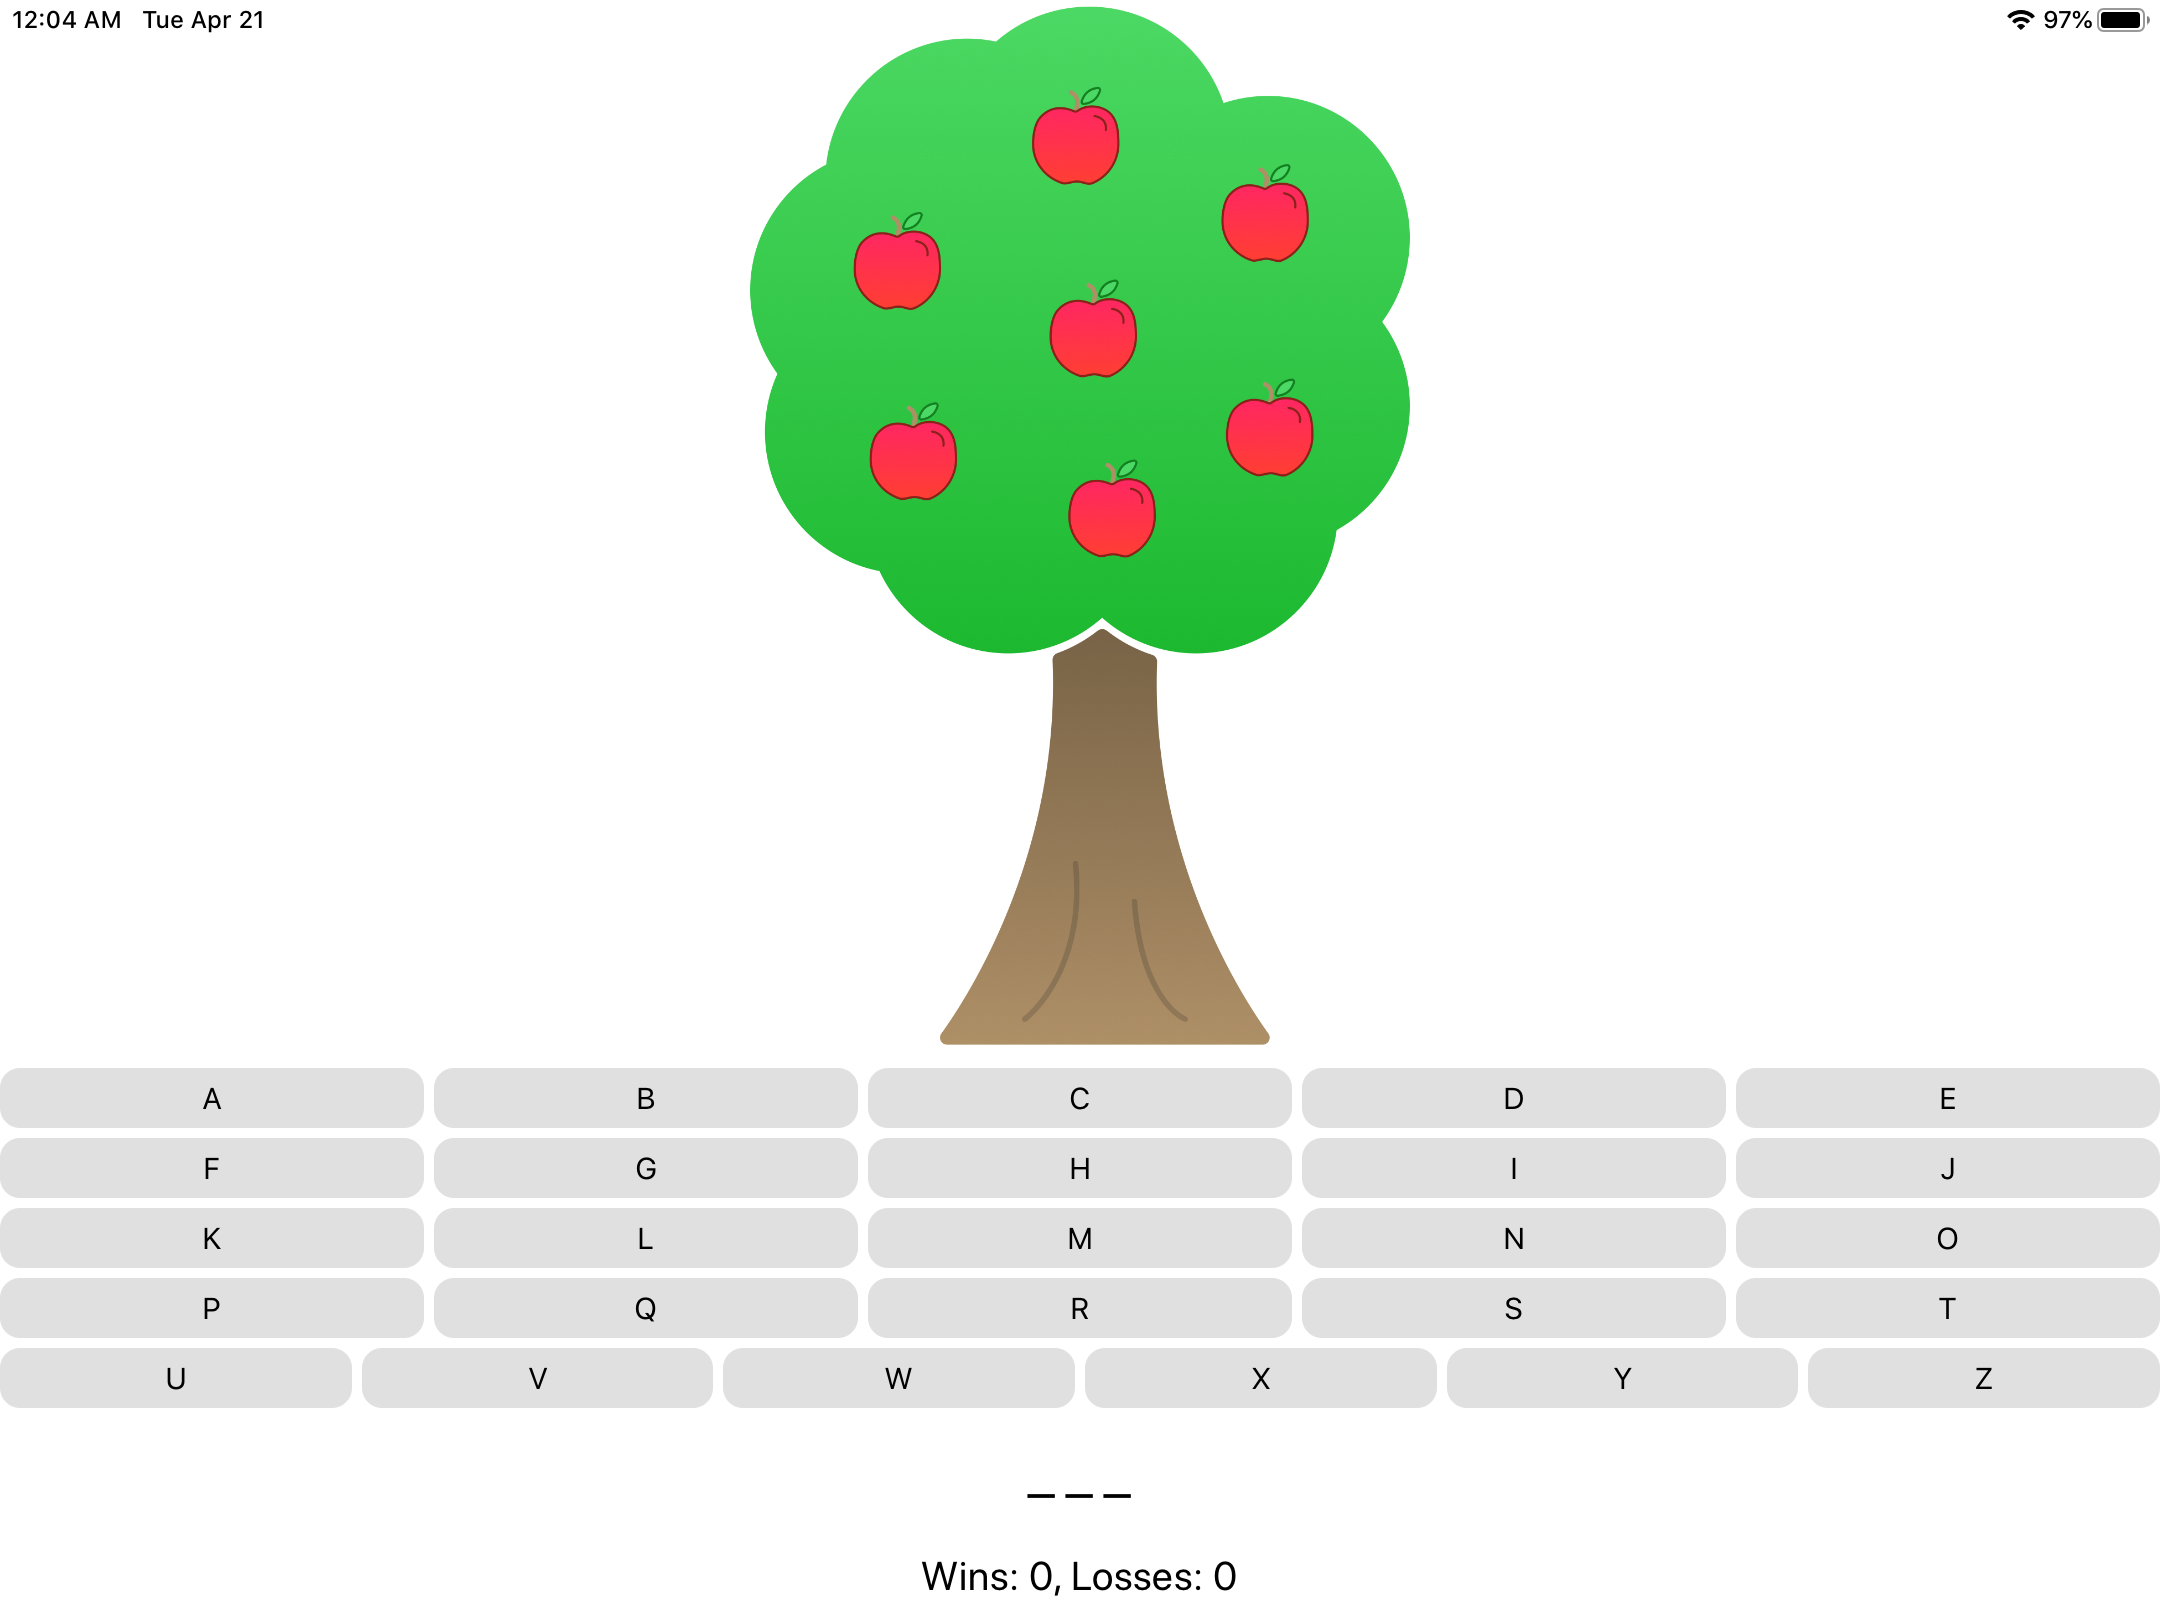 12:04 AM Tue Apr 21 97%
A B C D E
F G H I J
K L M N O
P Q R S T
U V W X Y Z
_ _ _
Wins: 0, Losses: 0